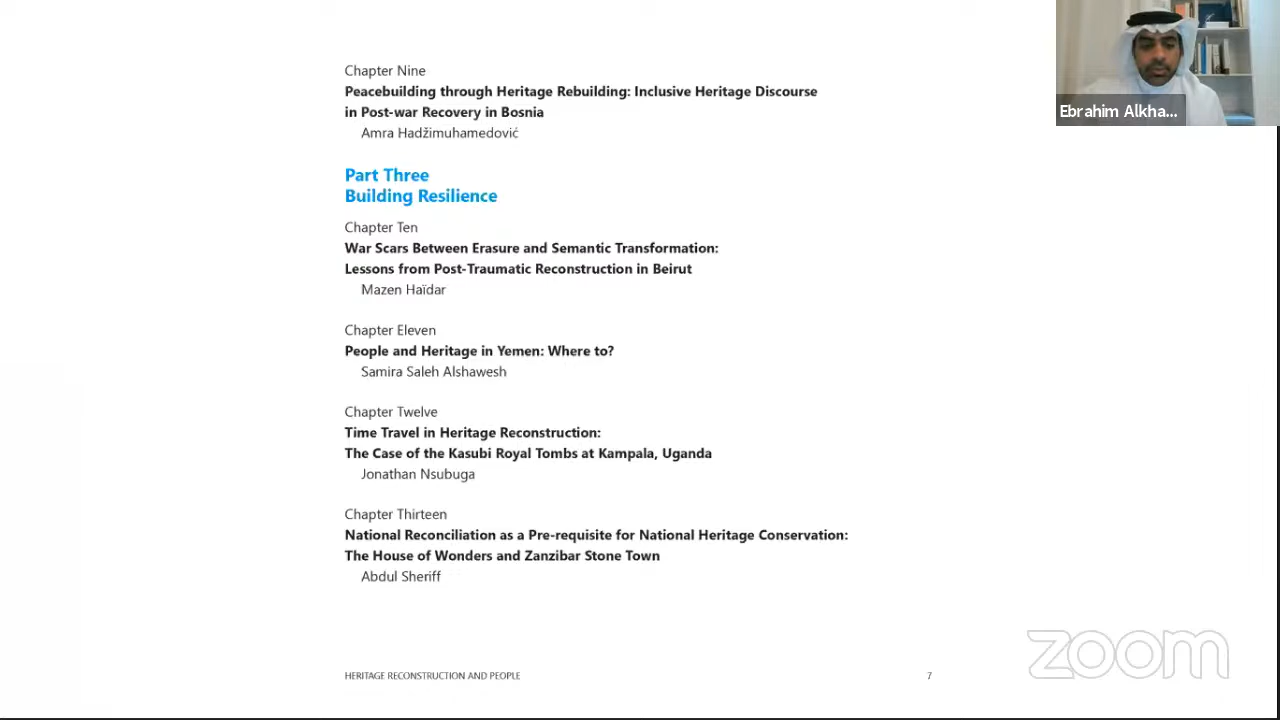 Chapter Nine
Peacebuilding through Heritage Rebuilding: Inclusive Heritage Discourse
in Post-war Recovery in Bosnia
Amra Hadžimuhamedović
Part Three
Building Resilience
Chapter Ten
War Scars Between Erasure and Semantic Transformation:
Lessons from Post-Traumatic Reconstruction in Beirut
Mazen Haïdar
Chapter Eleven
People and Heritage in Yemen: Where to?
Samira Saleh Alshawesh
Chapter Twelve
Time Travel in Heritage Reconstruction:
The Case of the Kasubi Royal Tombs at Kampala, Uganda
Jonathan Nsubuga
Chapter Thirteen
National Reconciliation as a Pre-requisite for National Heritage Conservation:
The House of Wonders and Zanzibar Stone Town
Abdul Sheriff
HERITAGE RECONSTRUCTION AND PEOPLE
7
Ebrahim Alkha...
zoom